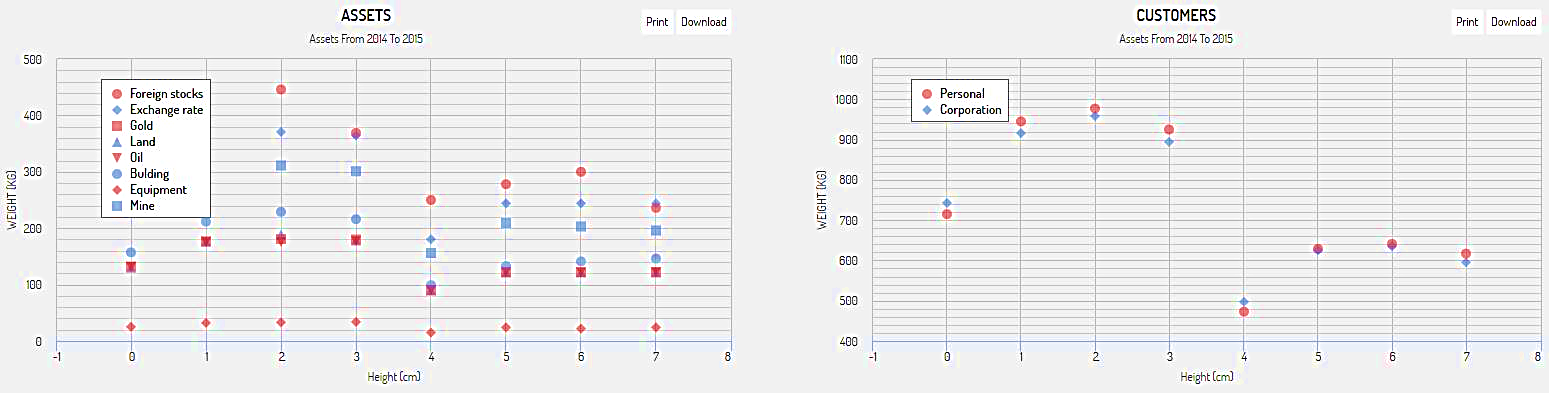 ASSETS
Print
Download
Assets From 2014 To 2015
500
400
300
200
100
0
WEIGHT (KG)
Foreign stocks
Exchange rate
Gold
Land
Oil
Bulding
Equipment
Mine
-1 0 1 2 3 4 5 6 7 8
Height (cm)
CUSTOMERS
Print
Download
Assets From 2014 To 2015
1100
1000
900
800
700
600
500
400
WEIGHT (KG)
Personal
Corporation
-1 0 1 2 3 4 5 6 7 8
Height (cm)